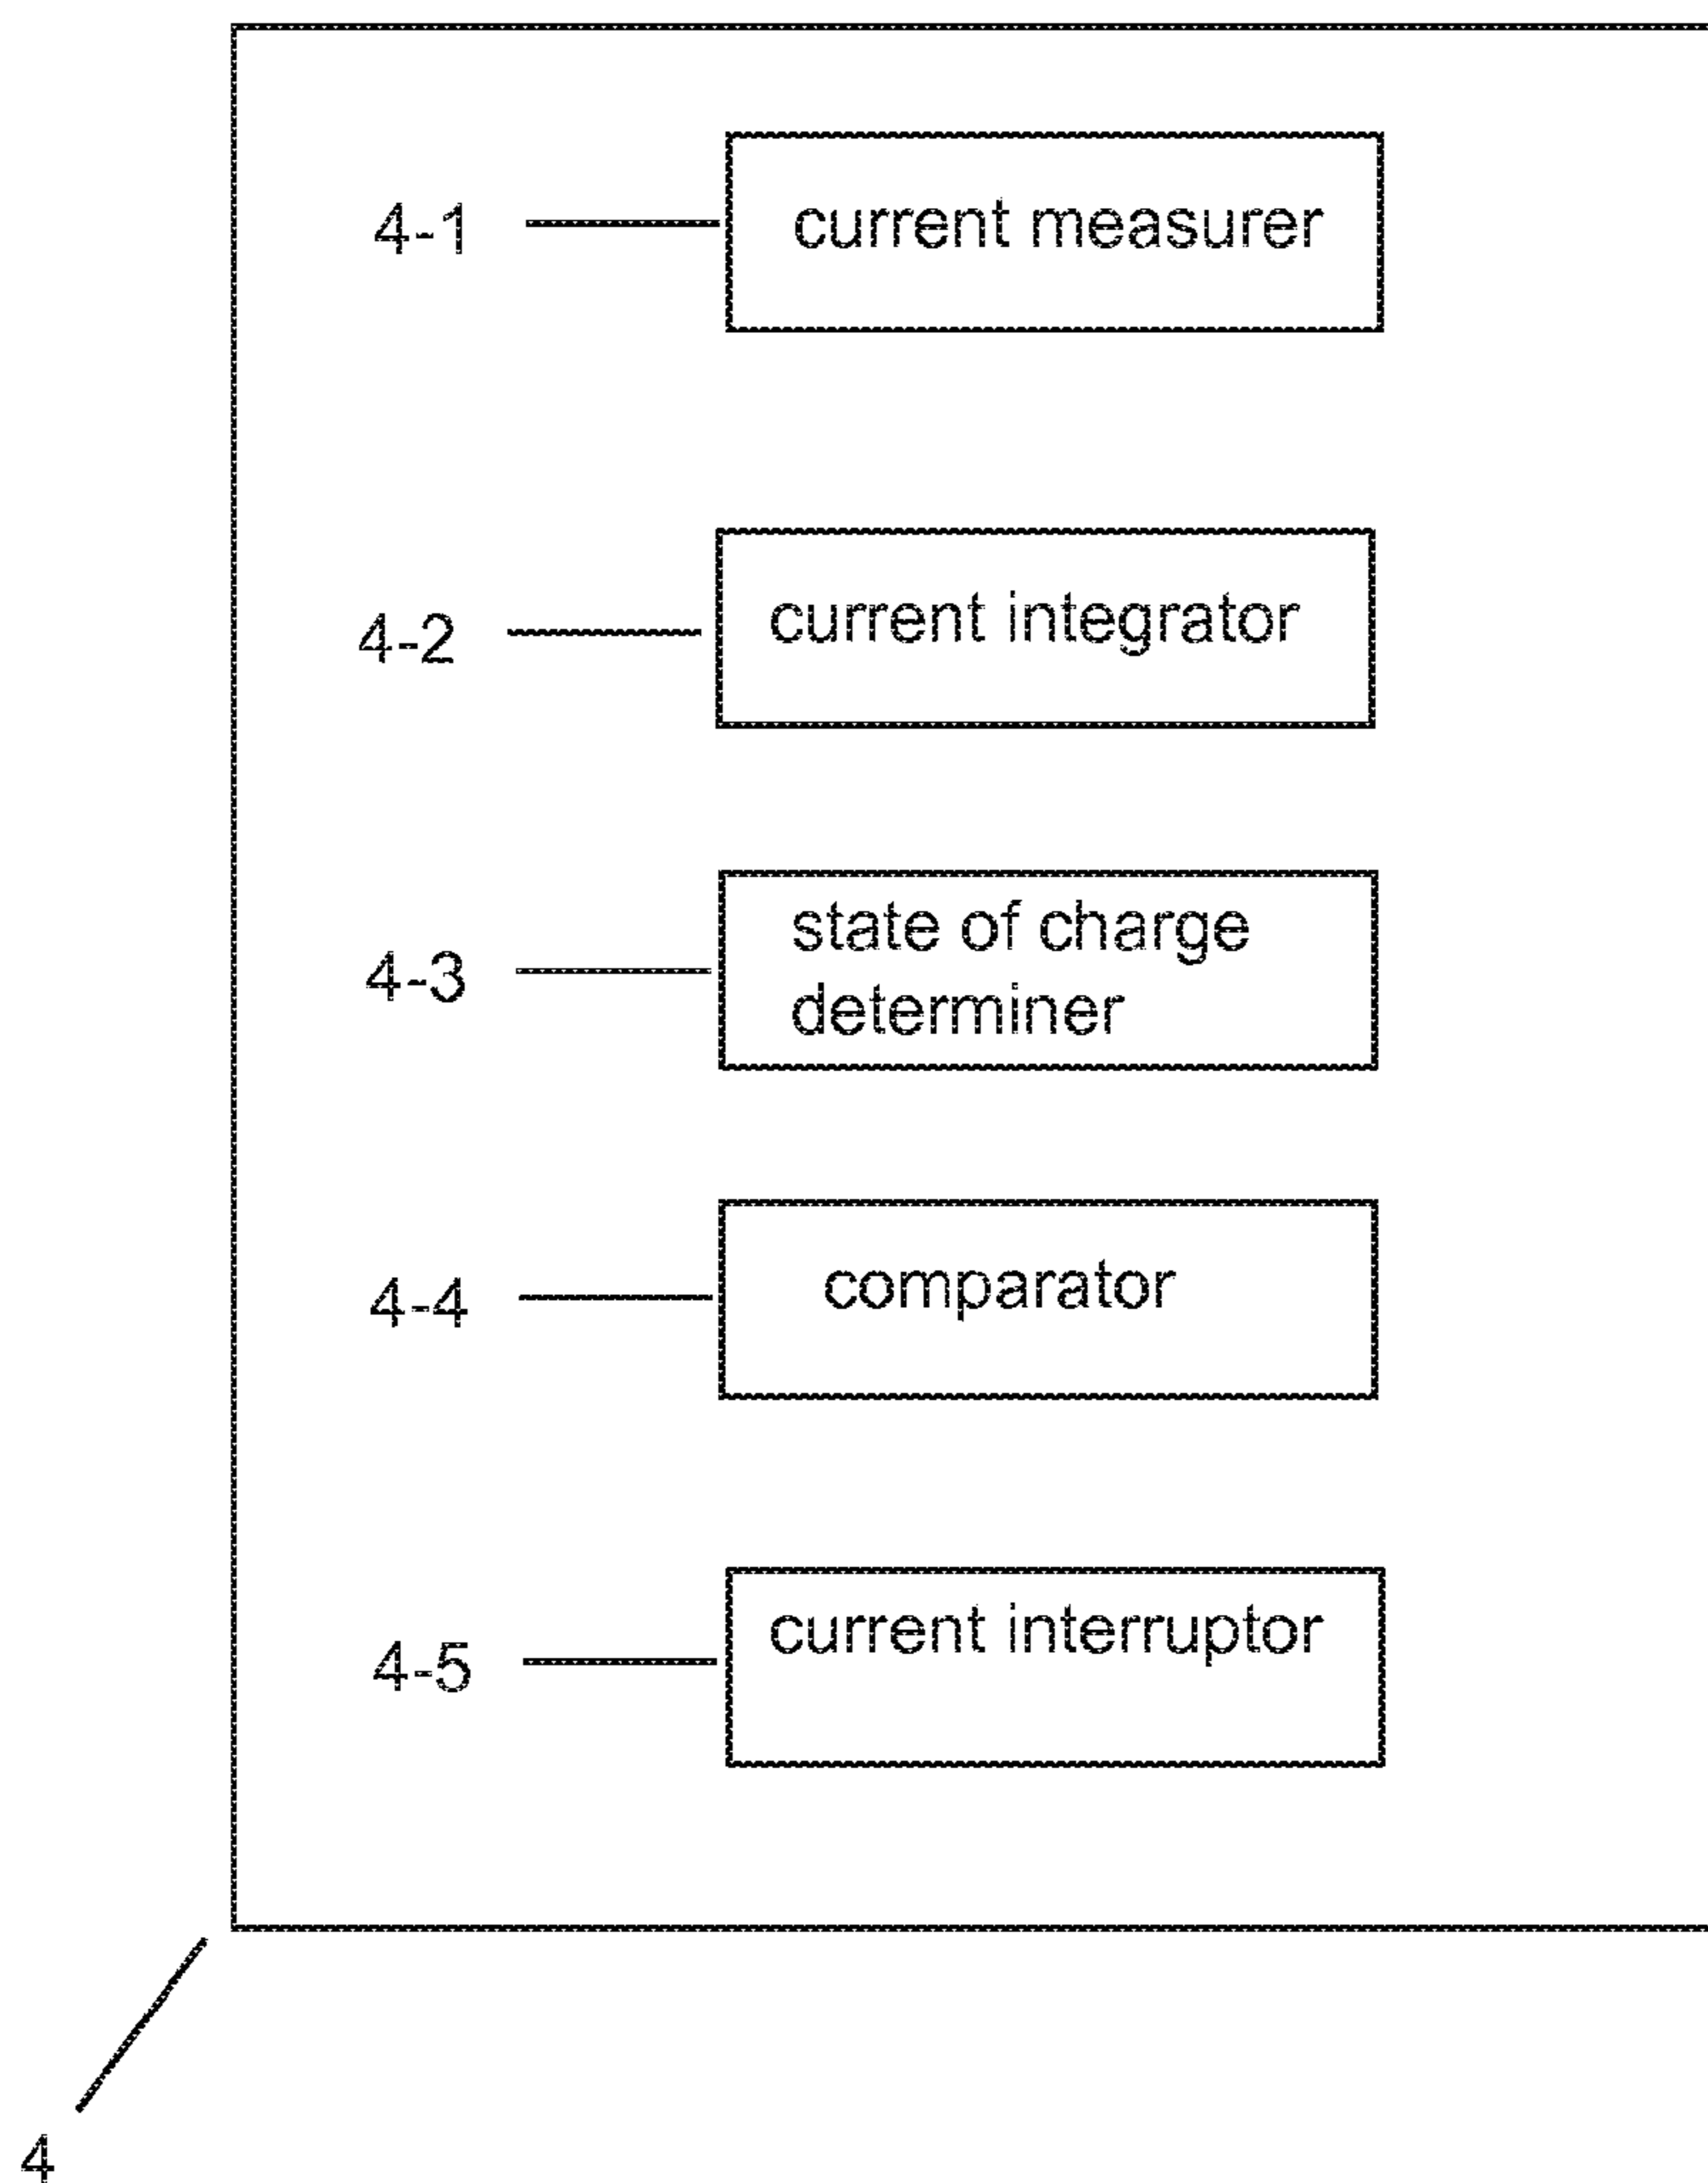 4-1 current measurer
4-2 current integrator
4-3 state of charge
determiner
4-4 comparator
4-5 current interruptor
4